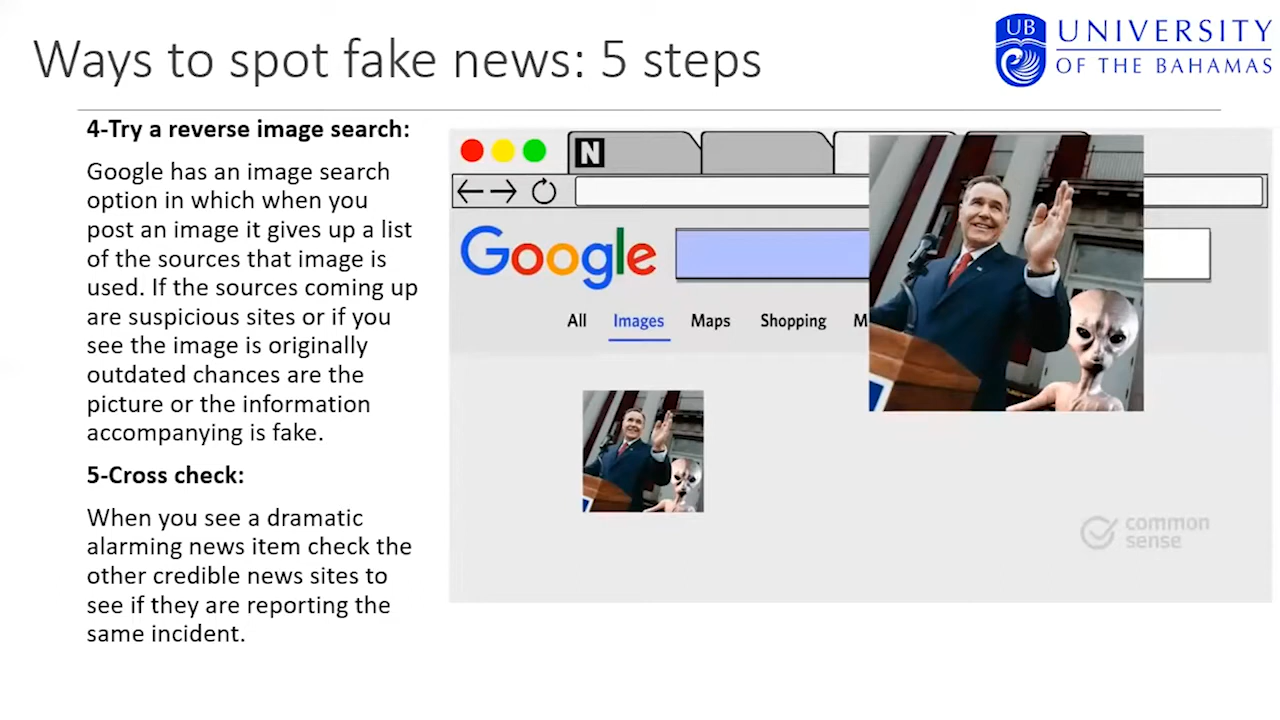 Ways to spot fake news: 5 steps
UB
UNIVERSITY
OF THE BAHAMAS
4-Try a reverse image search:
Google has an image search
option in which when you
post an image it gives up a list
of the sources that image is
used. If the sources coming up
are suspicious sites or if you
see the image is originally
outdated chances are the
picture or the information
accompanying is fake.
5-Cross check:
When you see a dramatic
alarming news item check the
other credible news sites to
see if they are reporting the
same incident.
N
Google
All Images Maps Shopping M
common
sense